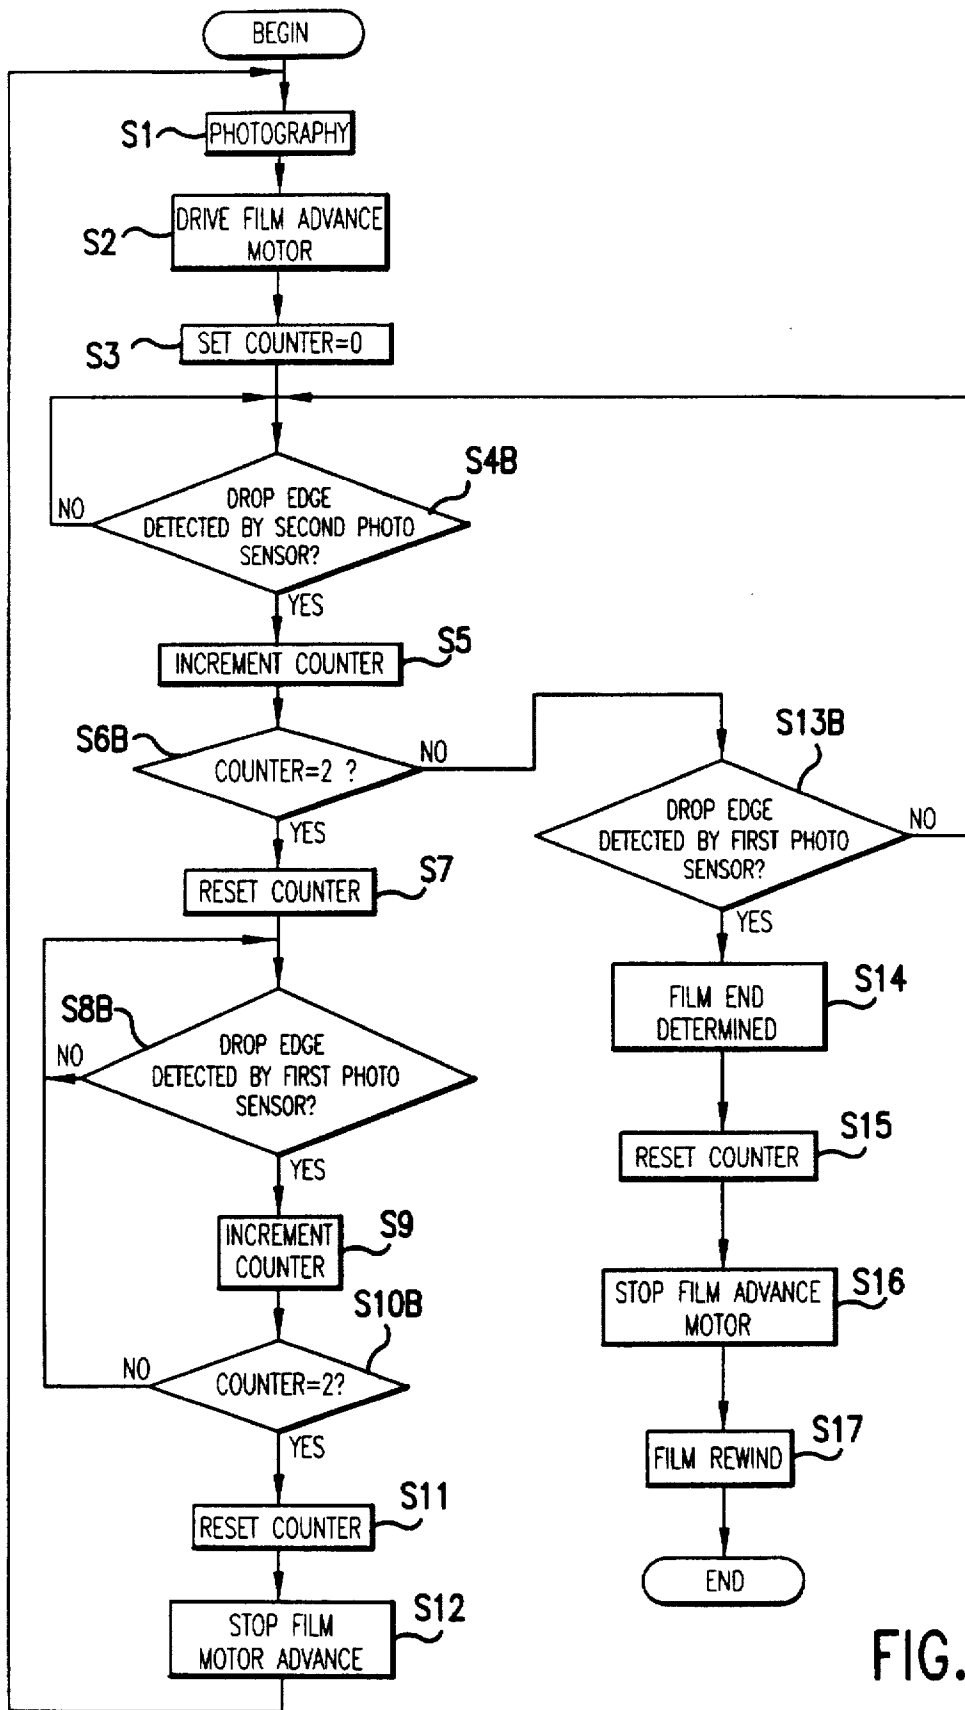 BEGIN
S1
PHOTOGRAPHY
S2
DRIVE FILM ADVANCE
MOTOR
S3
SET COUNTER=0
S4B
NO
DROP EDGE
DETECTED BY SECOND PHOTO
SENSOR?
YES
S5
INCREMENT COUNTER
S6B
COUNTER=2 ?
NO
YES
S7
RESET COUNTER
S8B
NO
DROP EDGE
DETECTED BY FIRST PHOTO
SENSOR?
YES
S9
INCREMENT
COUNTER
S10B
NO
COUNTER=2?
YES
S11
RESET COUNTER
S12
STOP FILM
MOTOR ADVANCE
S13B
DROP EDGE
DETECTED BY FIRST PHOTO
SENSOR?
NO
YES
S14
FILM END
DETERMINED
S15
RESET COUNTER
S16
STOP FILM ADVANCE
MOTOR
S17
FILM REWIND
END
FIG.